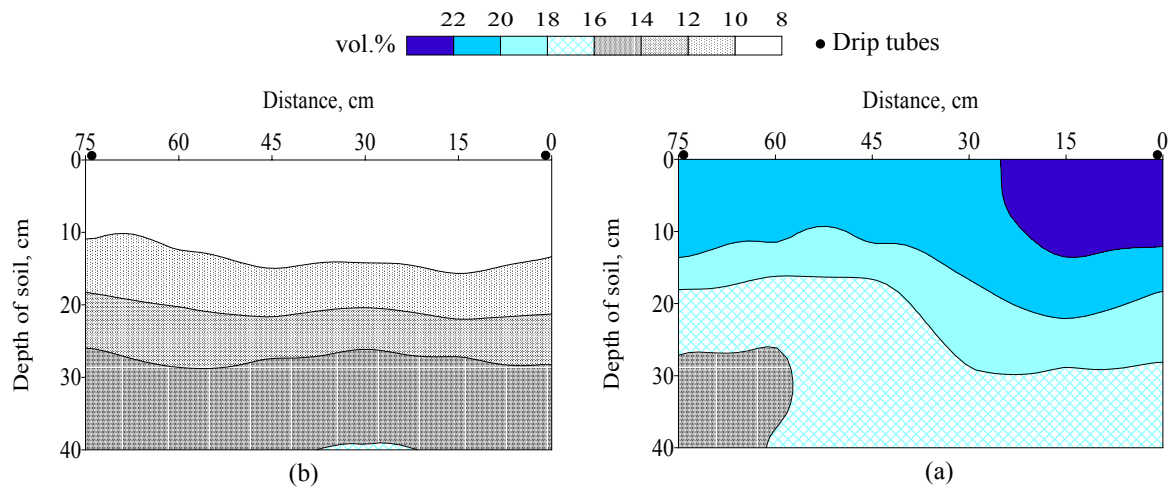 22 20 18 16 14 12 10 8
vol.% Drip tubes
Distance, cm
75 60 45 30 15 0
0
10
20
30
40
Depth of soil, cm
(b)
Distance, cm
75 60 45 30 15 0
0
10
20
30
40
Depth of soil, cm
(a)